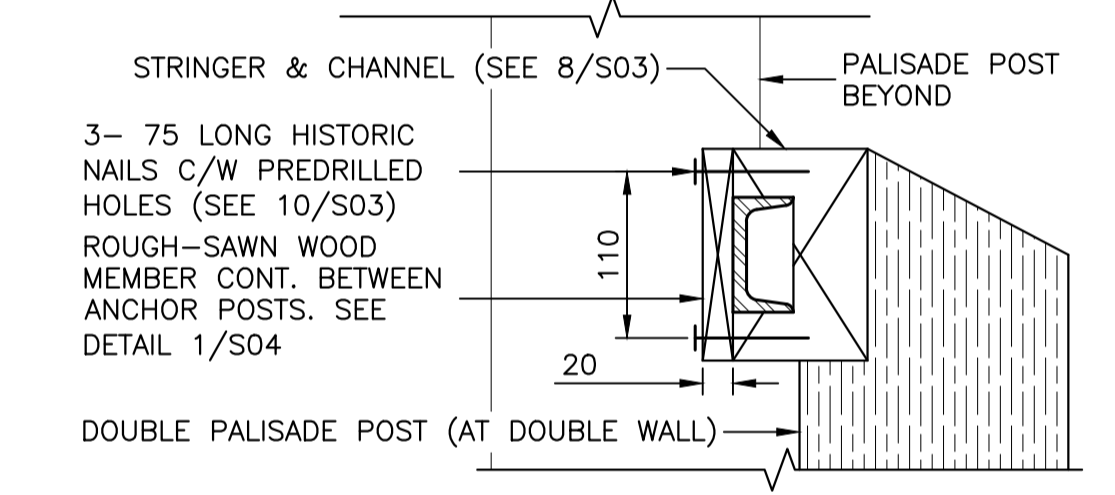 STRINGER & CHANNEL (SEE 8/S03)
PALISADE POST
BEYOND
3- 75 LONG HISTORIC
NAILS C/W PREDRILLED
HOLES (SEE 10/S03)
ROUGH-SAWN WOOD
MEMBER CONT. BETWEEN
ANCHOR POSTS. SEE
DETAIL 1/S04
110
20
DOUBLE PALISADE POST (AT DOUBLE WALL)